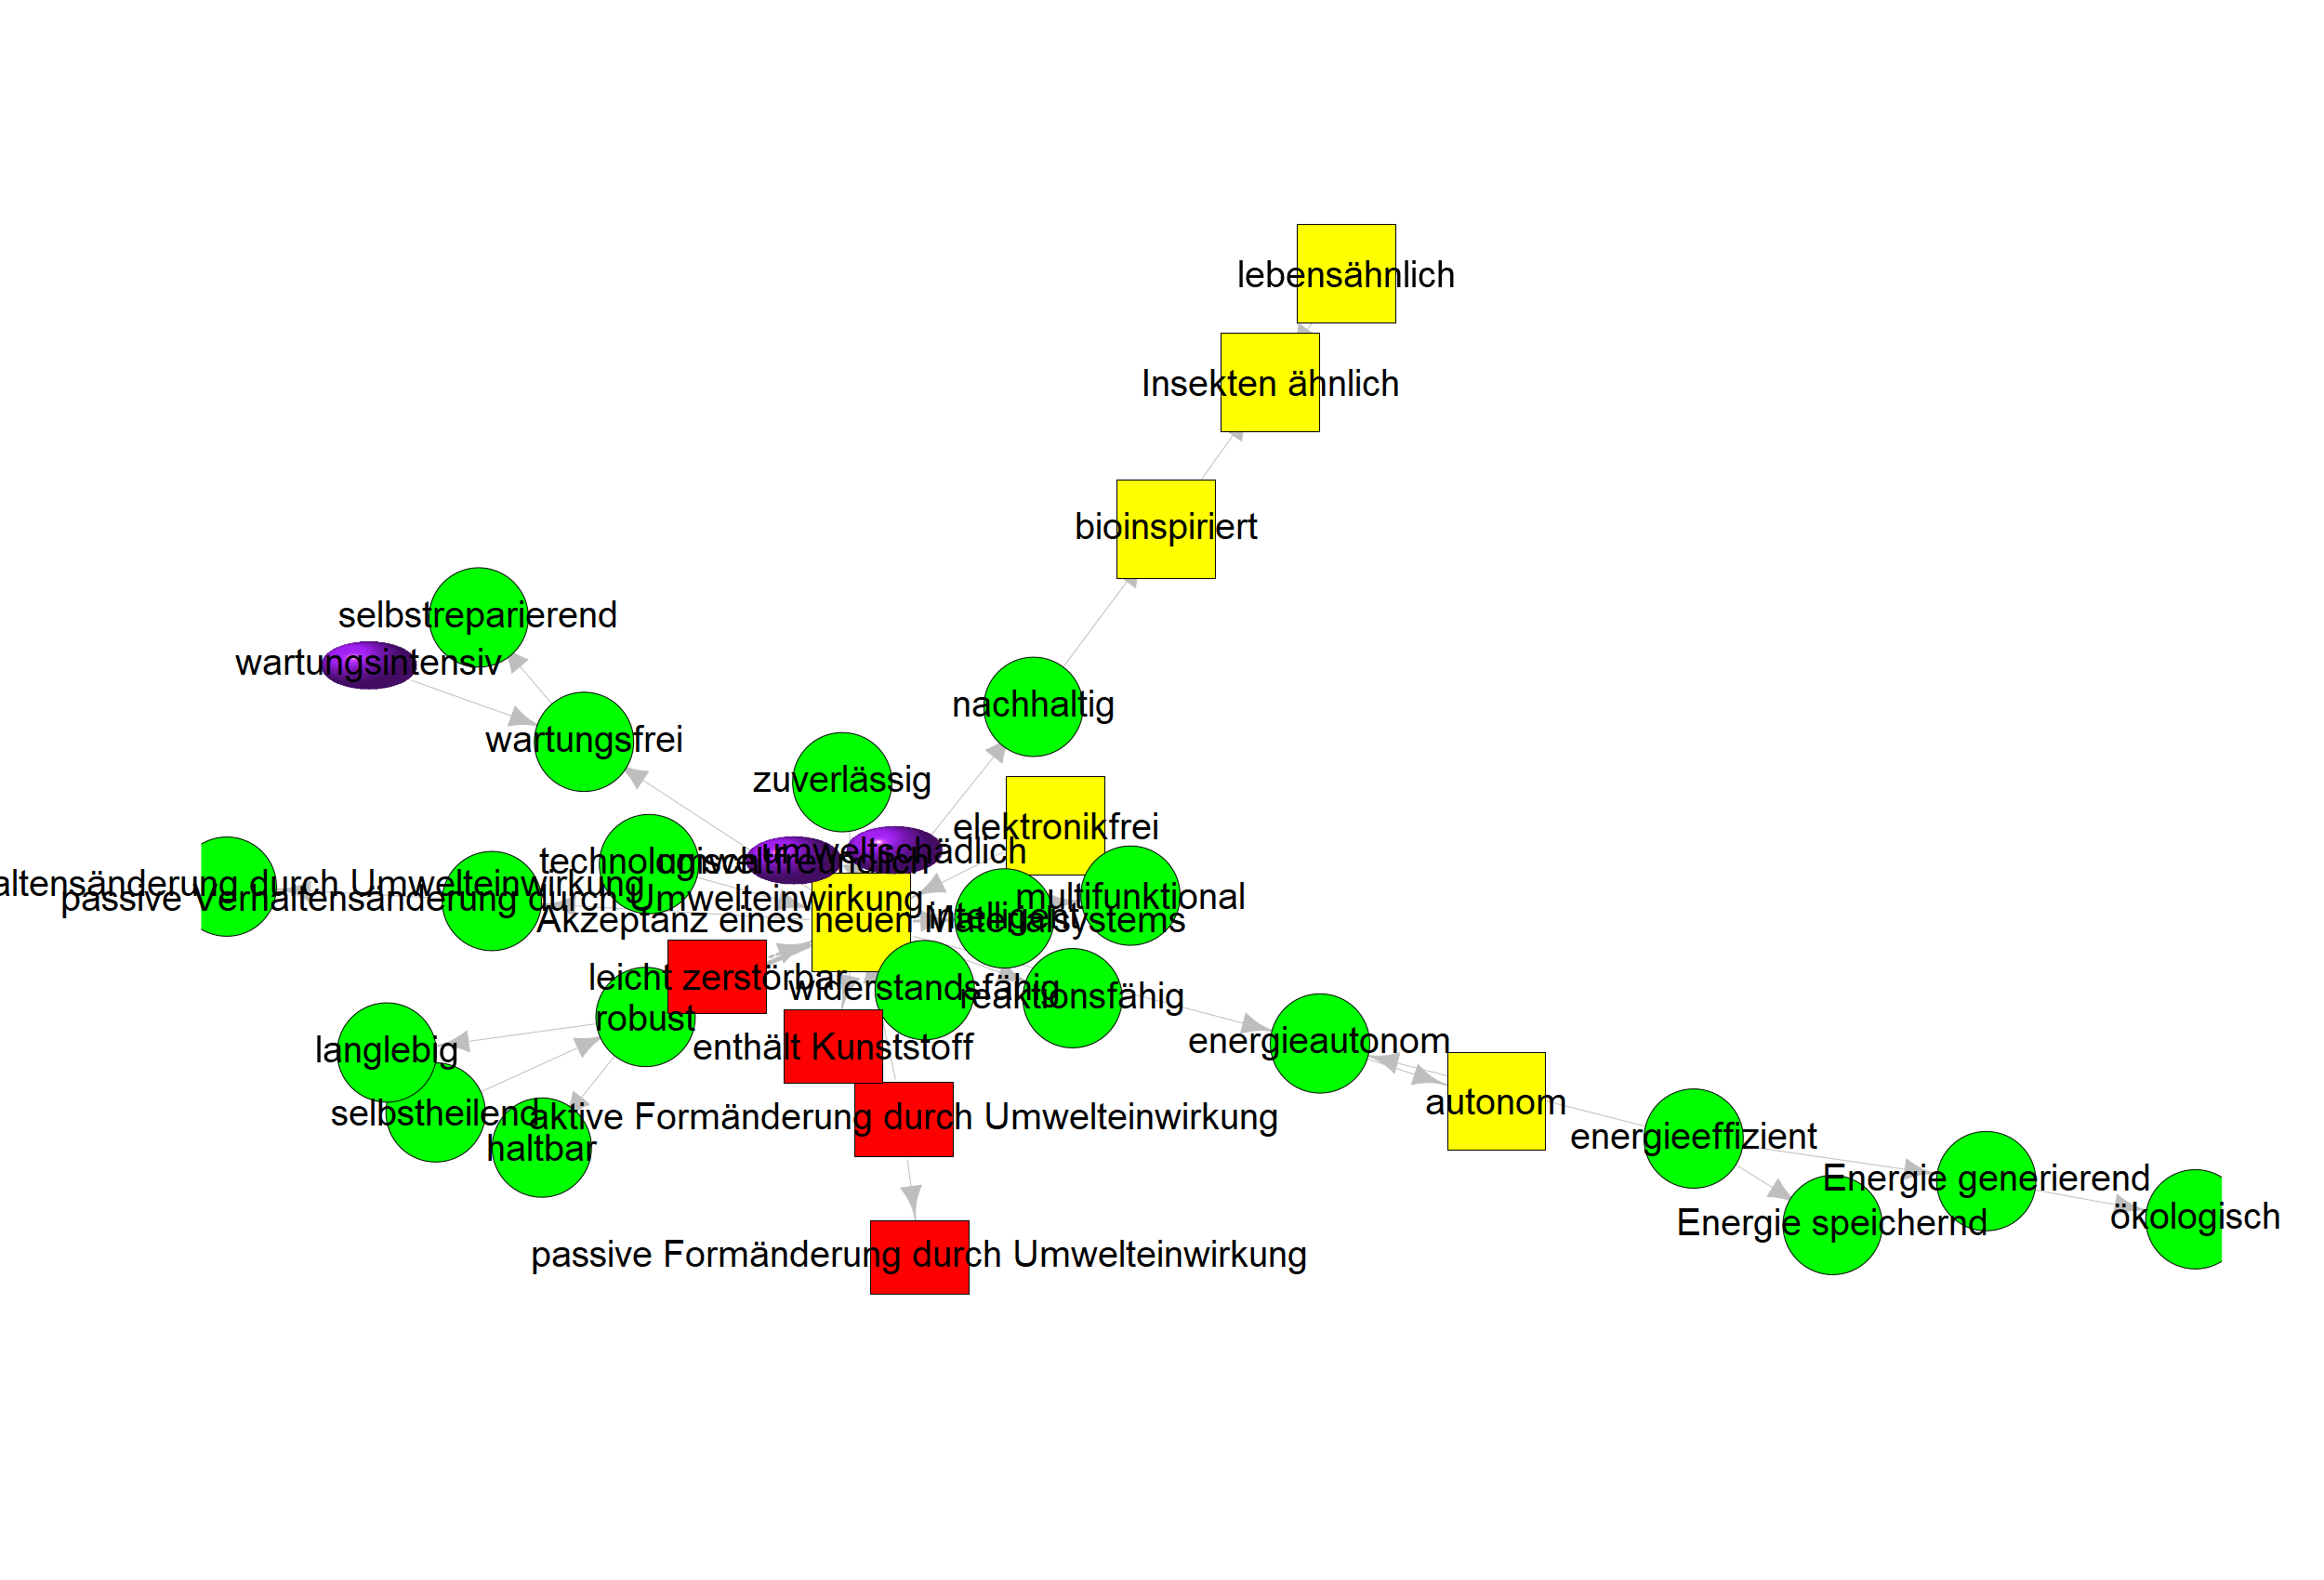 lebensähnlich
Insekten ähnlich
bioinspiriert
selbstreparierend
wartungsintensiv
nachhaltig
wartungsfrei
zuverlässig
elektronikfrei
umweltschädlich
technologisch
umweltfreundlich
altensänderung durch Umwelteinwirkung
passive Verhaltensänderung durch Umwelteinwirkung
multifunktional
intelligent
Akzeptanz eines neuen Materialsystems
leicht zerstörbar
widerstandsfähig
reaktionsfähig
robust
energieautonom
enthält Kunststoff
langlebig
autonom
selbstheilend
aktive Formänderung durch Umwelteinwirkung
energieeffizient
haltbar
Energie generierend
ökologisch
Energie speichernd
passive Formänderung durch Umwelteinwirkung